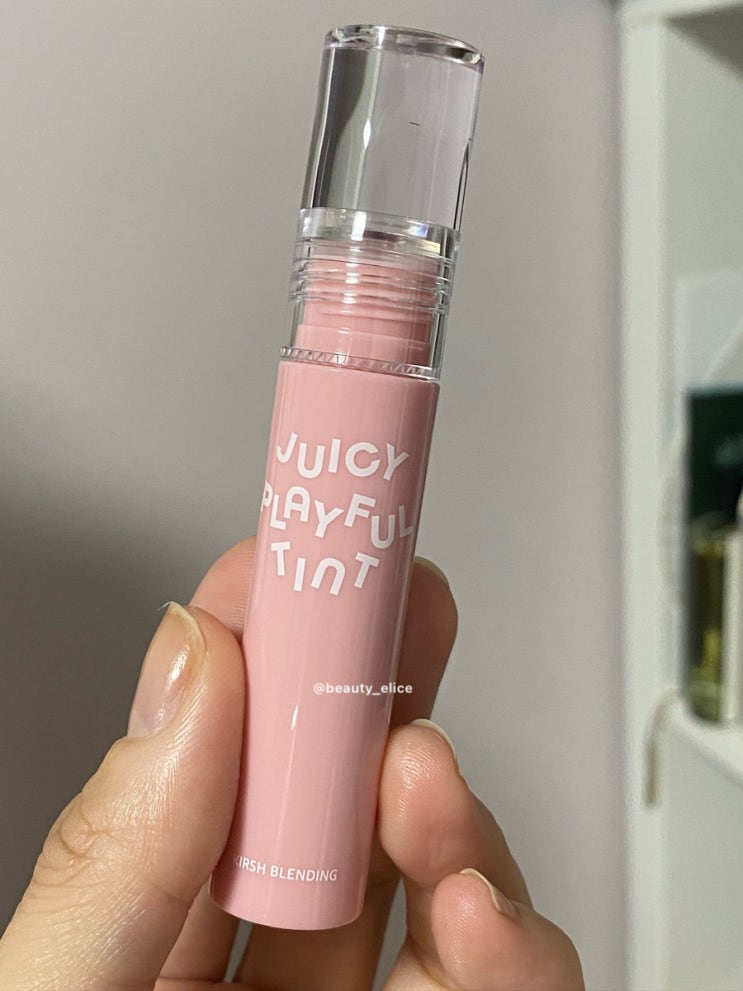 JUICY
PLAYFUL
TINT
@beauty_elice
KIRSH BLENDING